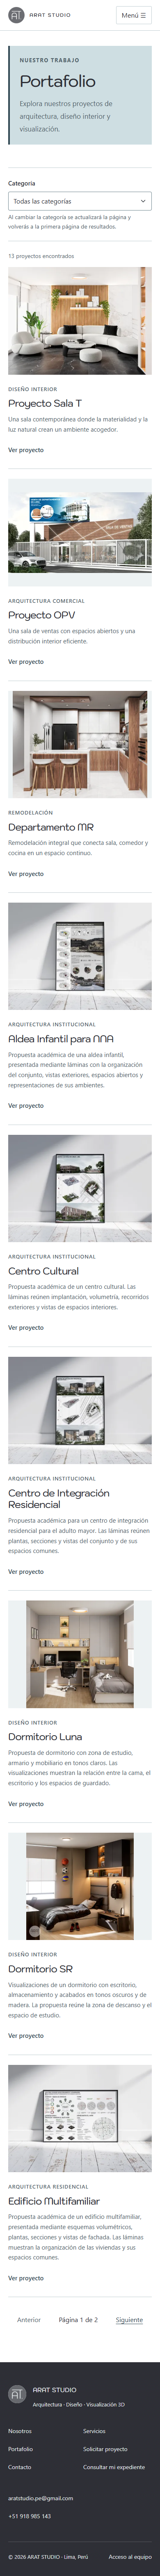 ARAT STUDIO
Menú ☰
NUESTRO TRABAJO
Portafolio
Explora nuestros proyectos de
arquitectura, diseño interior y
visualización.
Categoría
Todas las categorías
Al cambiar la categoría se actualizará la página y
volverás a la primera página de resultados.
13 proyectos encontrados
DISEÑO INTERIOR
Proyecto Sala T
Una sala contemporánea donde la materialidad y la
luz natural crean un ambiente acogedor.
Ver proyecto
ARQUITECTURA COMERCIAL
Proyecto OPV
Una sala de ventas con espacios abiertos y una
distribución interior eficiente.
Ver proyecto
REMODELACIÓN
Departamento MR
Remodelación integral que conecta sala, comedor y
cocina en un espacio continuo.
Ver proyecto
ARQUITECTURA INSTITUCIONAL
Aldea Infantil para NNA
Propuesta académica de una aldea infantil,
presentada mediante láminas con la organización
del conjunto, vistas exteriores, espacios abiertos y
representaciones de sus ambientes.
Ver proyecto
ARQUITECTURA INSTITUCIONAL
Centro Cultural
Propuesta académica de un centro cultural. Las
láminas reúnen implantación, volumetría, recorridos
exteriores y vistas de espacios interiores.
Ver proyecto
ARQUITECTURA INSTITUCIONAL
Centro de Integración
Residencial
Propuesta académica para un centro de integración
residencial para el adulto mayor. Las láminas reúnen
plantas, secciones y vistas del conjunto y de sus
espacios comunes.
Ver proyecto
DISEÑO INTERIOR
Dormitorio Luna
Propuesta de dormitorio con zona de estudio,
armario y mobiliario en tonos claros. Las
visualizaciones muestran la relación entre la cama, el
escritorio y los espacios de guardado.
Ver proyecto
DISEÑO INTERIOR
Dormitorio SR
Visualizaciones de un dormitorio con escritorio,
almacenamiento y acabados en tonos oscuros y de
madera. La propuesta reúne la zona de descanso y el
espacio de estudio.
Ver proyecto
ARQUITECTURA RESIDENCIAL
Edificio Multifamiliar
Propuesta académica de un edificio multifamiliar,
presentada mediante esquemas volumétricos,
plantas, secciones y vistas de fachada. Las láminas
muestran la organización de las viviendas y sus
espacios comunes.
Ver proyecto
Anterior Página 1 de 2 Siguiente
ARAT STUDIO
Arquitectura · Diseño · Visualización 3D
Nosotros Servicios
Portafolio Solicitar proyecto
Contacto Consultar mi expediente
aratstudio.pe@gmail.com
+51 918 985 143
© 2026 ARAT STUDIO · Lima, Perú Acceso al equipo